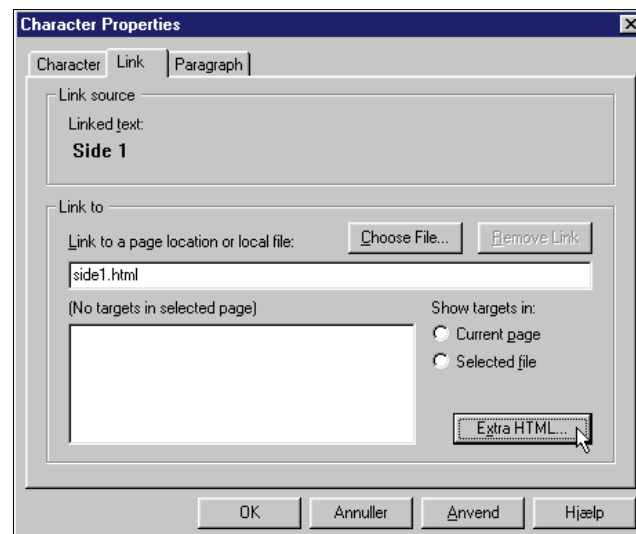 Character Properties
Character Link Paragraph
Link source
Linked text:
Side 1
Link to
Link to a page location or local file: Choose File... Remove Link
side1.html
(No targets in selected page) Show targets in:
Current page
Selected file
Extra HTML...
OK Annuller Anvend Hjælp